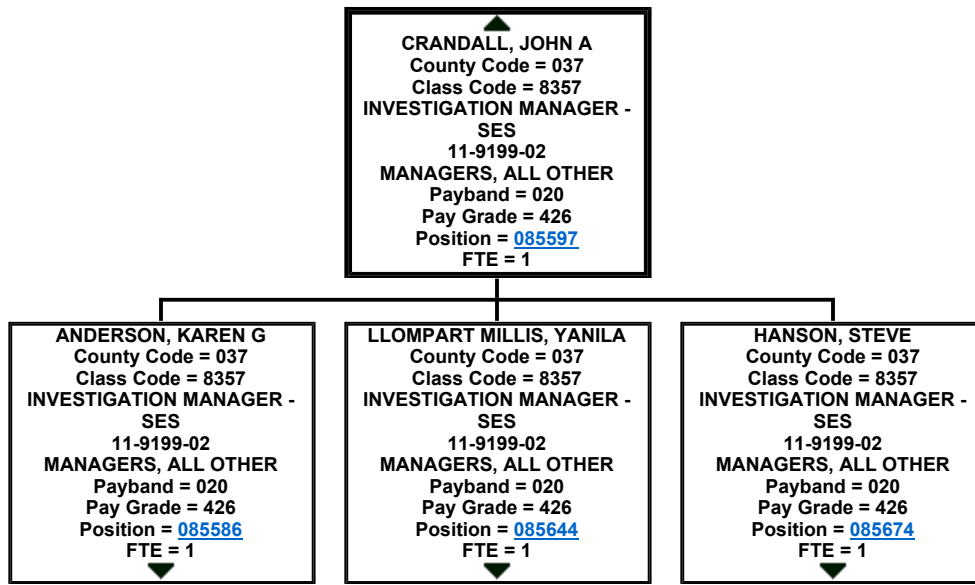 CRANDALL, JOHN A
County Code = 037
Class Code = 8357
INVESTIGATION MANAGER -
SES
11-9199-02
MANAGERS, ALL OTHER
Payband = 020
Pay Grade = 426
Position = 085597
FTE = 1
ANDERSON, KAREN G
County Code = 037
Class Code = 8357
INVESTIGATION MANAGER -
SES
11-9199-02
MANAGERS, ALL OTHER
Payband = 020
Pay Grade = 426
Position = 085586
FTE = 1
LLOMPART MILLIS, YANILA
County Code = 037
Class Code = 8357
INVESTIGATION MANAGER -
SES
11-9199-02
MANAGERS, ALL OTHER
Payband = 020
Pay Grade = 426
Position = 085644
FTE = 1
HANSON, STEVE
County Code = 037
Class Code = 8357
INVESTIGATION MANAGER -
SES
11-9199-02
MANAGERS, ALL OTHER
Payband = 020
Pay Grade = 426
Position = 085674
FTE = 1